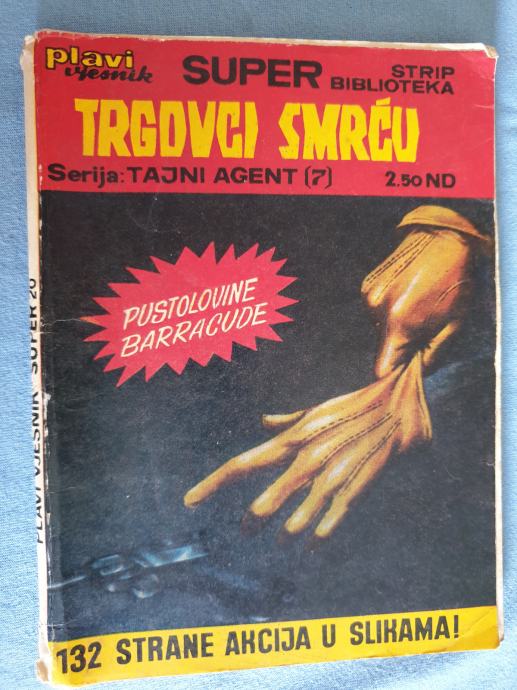 plavi
vjesnik
SUPER
STRIP
BIBLIOTEKA
TRGOVCI SMRĆU
Serija: TAJNI AGENT (7) 2.50 ND
PUSTOLOVINE
BARRACUDE
PLAVI VJESNIK SUPER 20
132 STRANE AKCIJA U SLIKAMA!